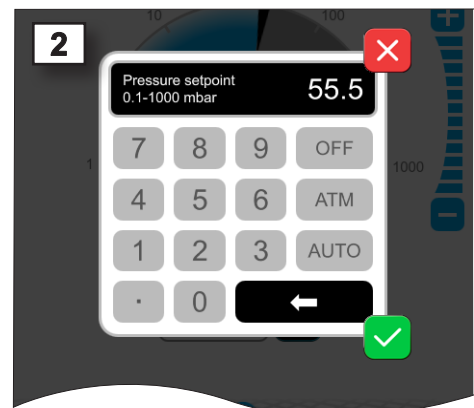 2
10
100
Pressure setpoint
0.1-1000 mbar
55.5
1
1000
7 8 9 OFF
4 5 6 ATM
1 2 3 AUTO
. 0